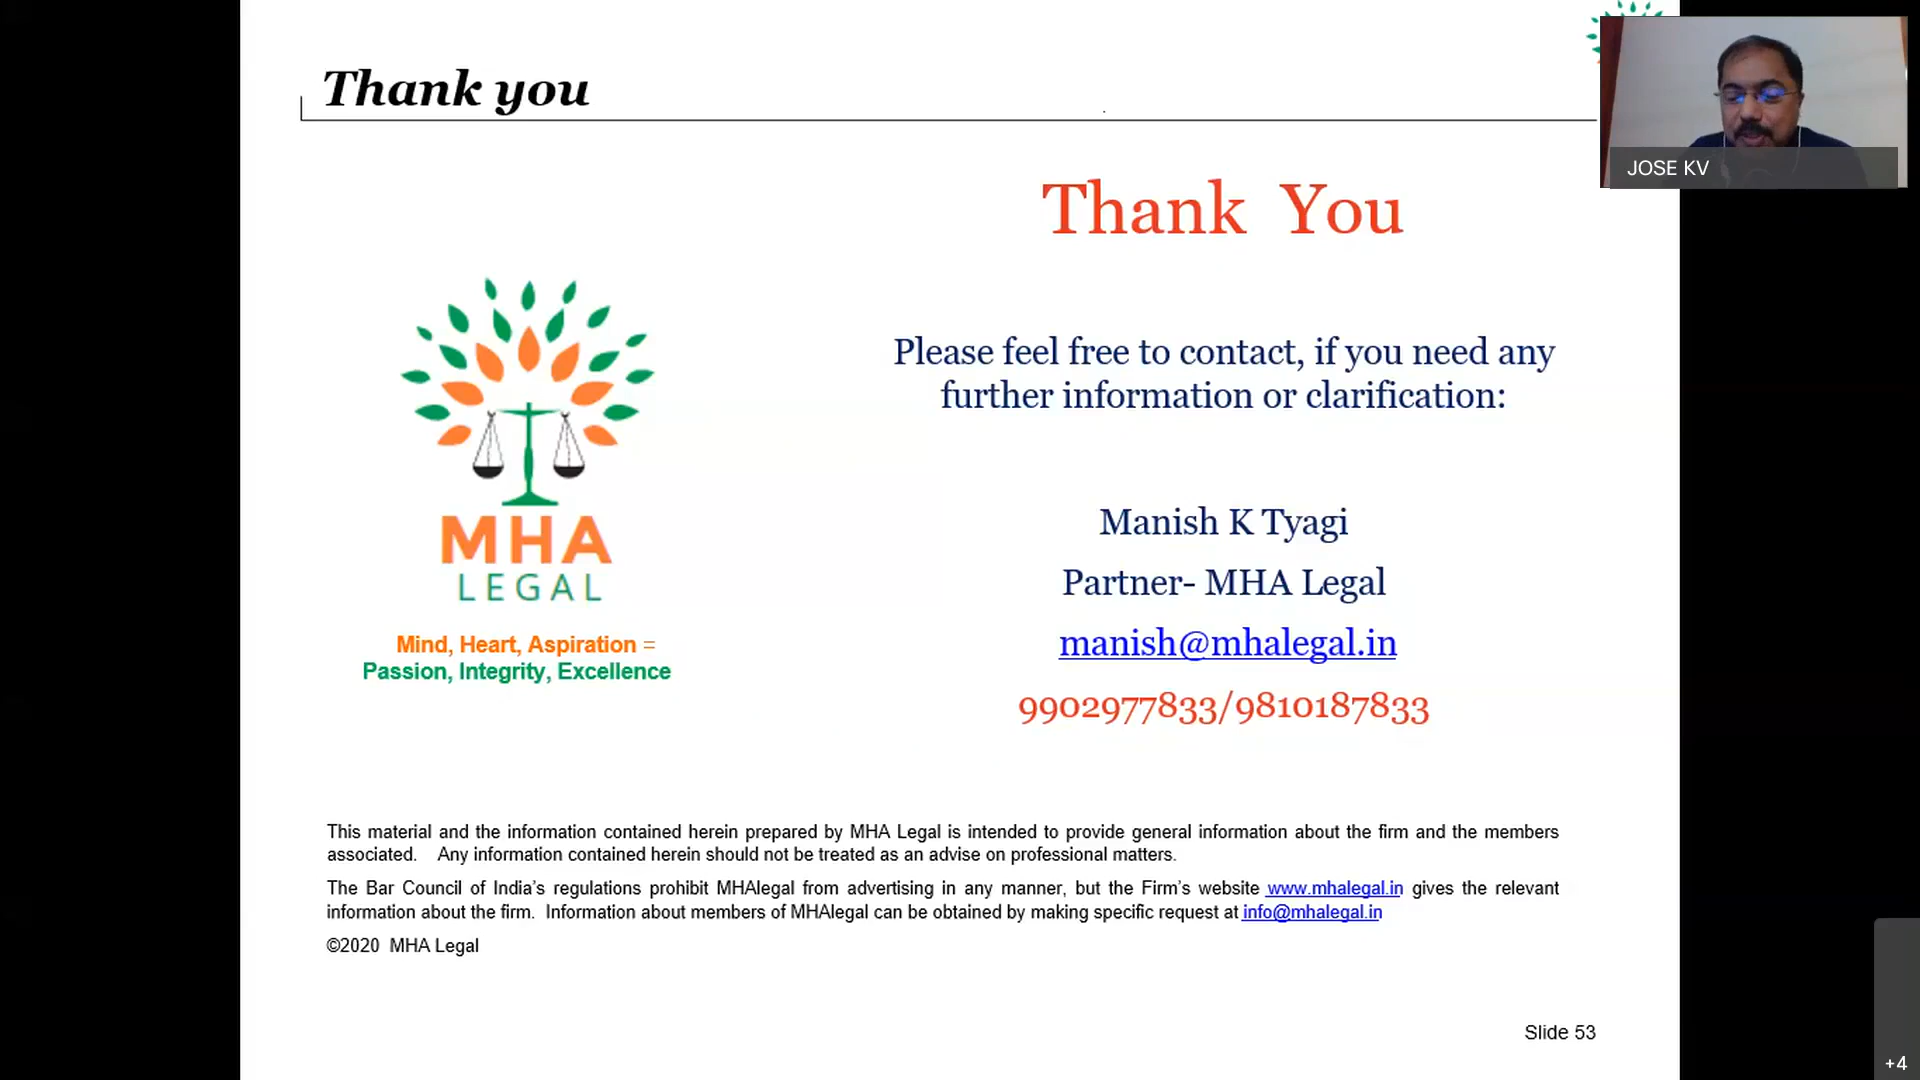 Thank you
JOSE KV
Thank You
Please feel free to contact, if you need any
further information or clarification:
Manish K Tyagi
Partner- MHA Legal
manish@mhalegal.in
9902977833/9810187833
MHA
LEGAL
Mind, Heart, Aspiration =
Passion, Integrity, Excellence
This material and the information contained herein prepared by MHA Legal is intended to provide general information about the firm and the members
associated. Any information contained herein should not be treated as an advise on professional matters.
The Bar Council of India’s regulations prohibit MHAlegal from advertising in any manner, but the Firm’s website www.mhalegal.in gives the relevant
information about the firm. Information about members of MHAlegal can be obtained by making specific request at info@mhalegal.in
©2020 MHA Legal
Slide 53
+4